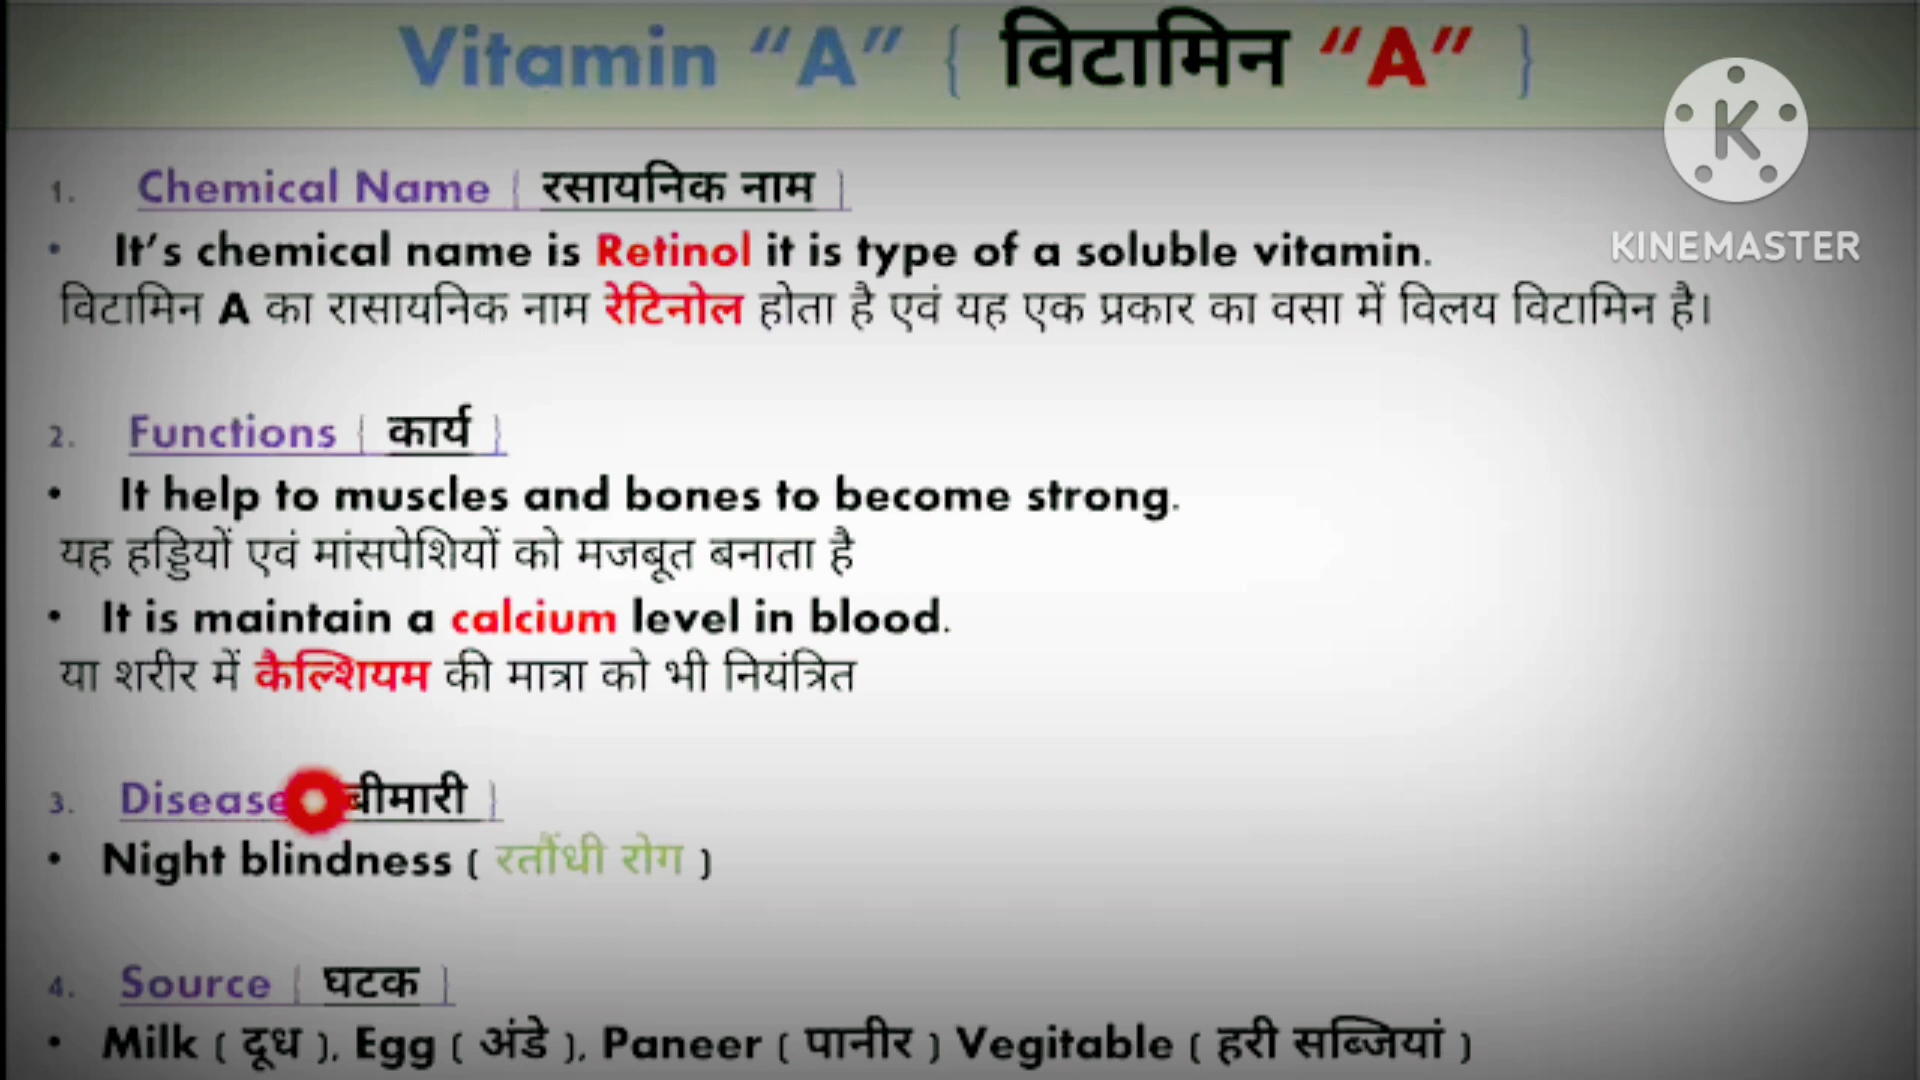 Vitamin “A” { विटामिन “A” }
KINEMASTER
1. Chemical Name { रसायनिक नाम }
• It’s chemical name is Retinol it is type of a soluble vitamin.
विटामिन A का रासायनिक नाम रेटिनोल होता है एवं यह एक प्रकार का वसा में विलय विटामिन है।
2. Functions { कार्य }
• It help to muscles and bones to become strong.
यह हड्डियों एवं मांसपेशियों को मजबूत बनाता है
• It is maintain a calcium level in blood.
या शरीर में कैल्शियम की मात्रा को भी नियंत्रित
3. Disease बीमारी }
• Night blindness ( रतौंधी रोग )
4. Source { घटक }
• Milk ( दूध ), Egg ( अंडे ), Paneer ( पानीर ) Vegitable ( हरी सब्जियां )